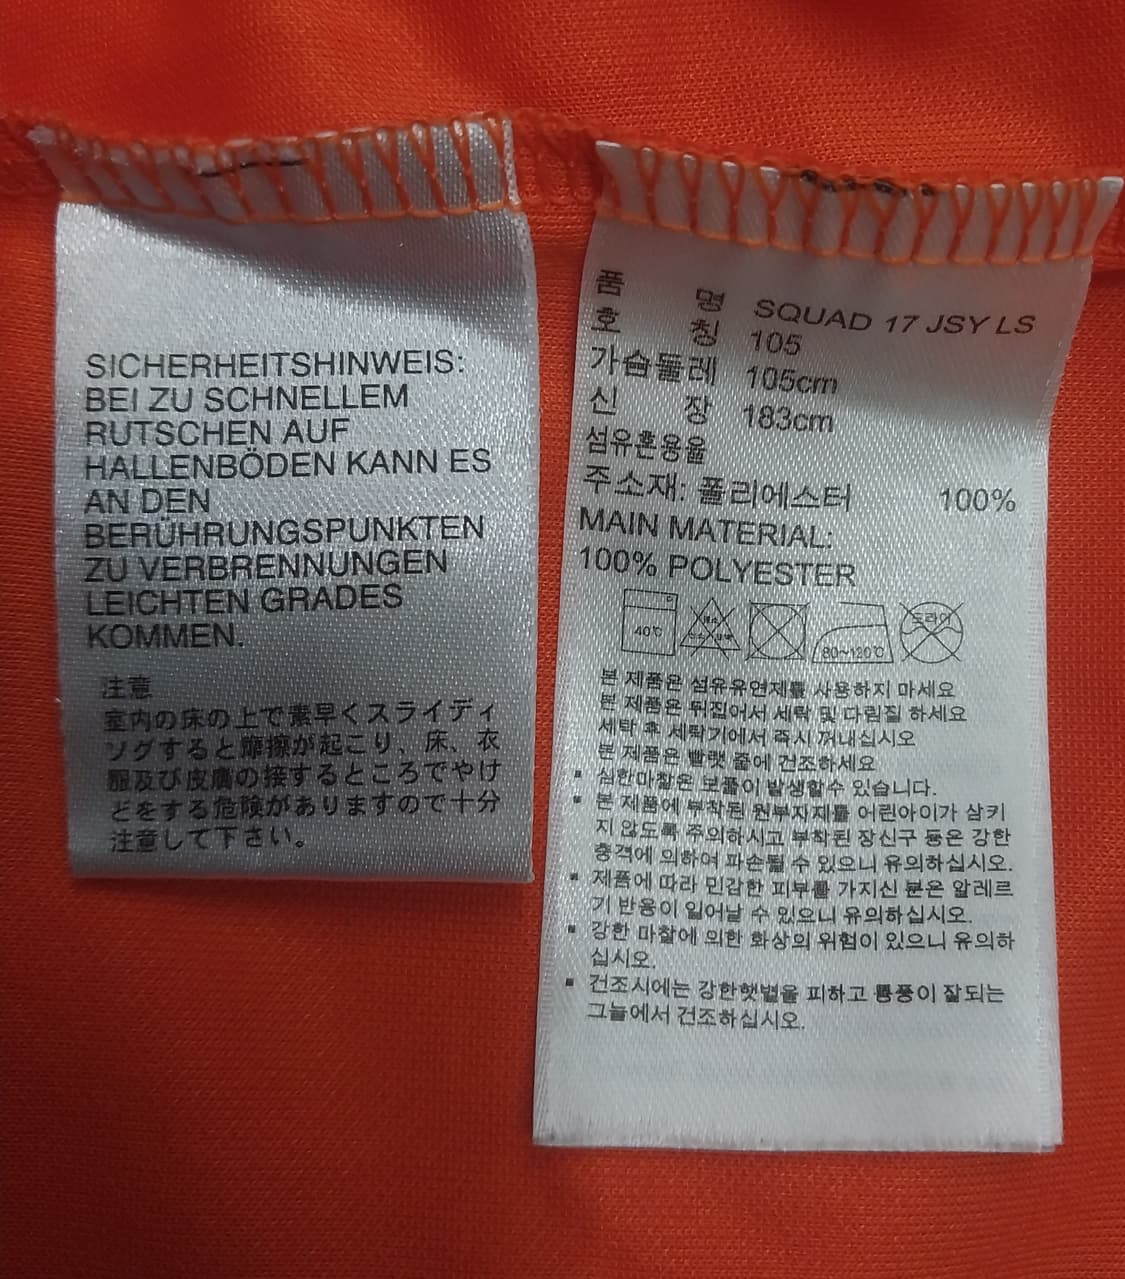 SICHERHEITSHINWEIS:
BEI ZU SCHNELLEM
RUTSCHEN AUF
HALLENBÖDEN KANN ES
AN DEN
BERÜHRUNGSPUNKTEN
ZU VERBRENNUNGEN
LEICHTEN GRADES
KOMMEN.
注意
室内の床の上で素早くスライディ
ングすると摩擦が起こり、床、衣
服及び皮膚の接するところでやけ
どをする危険がありますので十分
注意して下さい。
품 명 SQUAD 17 JSY LS
호 칭 105
가슴둘레 105cm
신 장 183cm
섬유혼용율
주소재: 폴리에스터 100%
MAIN MATERIAL:
100% POLYESTER
40℃ 80~120℃ 드라이
본 제품은 섬유유연제를 사용하지 마세요
본 제품은 뒤집어서 세탁 및 다림질 하세요
세탁 후 세탁기에서 즉시 꺼내십시오
본 제품은 빨랫 줄에 건조하세요
▪ 심한마찰은 보풀이 발생할수 있습니다.
▪ 본 제품에 부착된 원부자재를 어린아이가 삼키
지 않도록 주의하시고 부착된 장신구 등은 강한
충격에 의하여 파손될 수 있으니 유의하십시오.
▪ 제품에 따라 민감한 피부를 가지신 분은 알레르
기 반응이 일어날 수 있으니 유의하십시오.
▪ 강한 마찰에 의한 화상의 위험이 있으니 유의하
십시오.
▪ 건조시에는 강한햇볕을 피하고 통풍이 잘되는
그늘에서 건조하십시오.